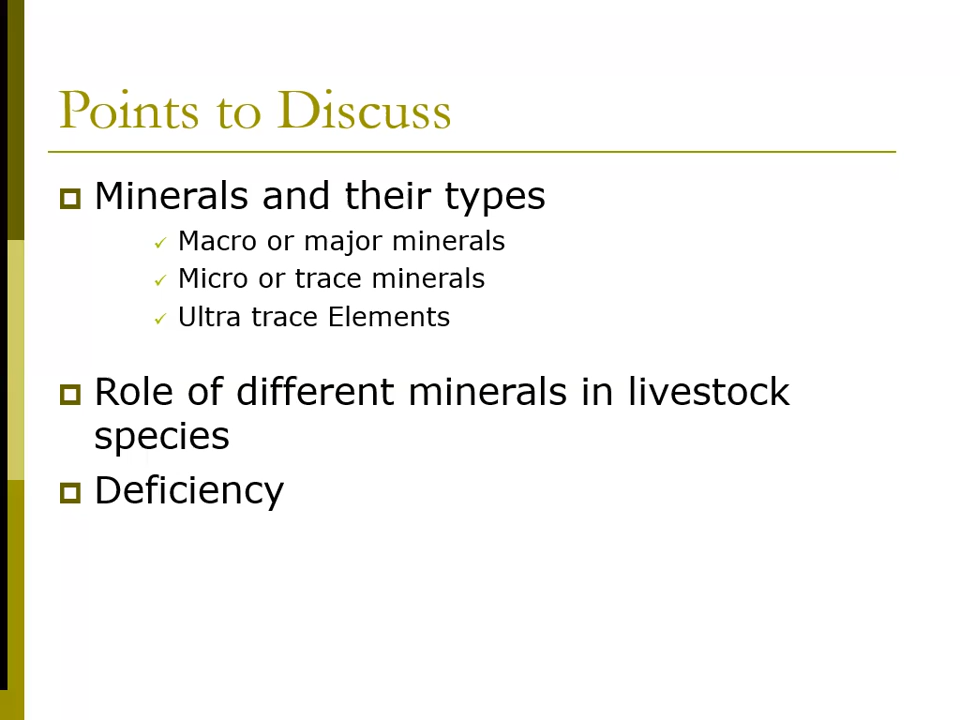 Points to Discuss
Minerals and their types
Macro or major minerals
Micro or trace minerals
Ultra trace Elements
Role of different minerals in livestock
species
Deficiency